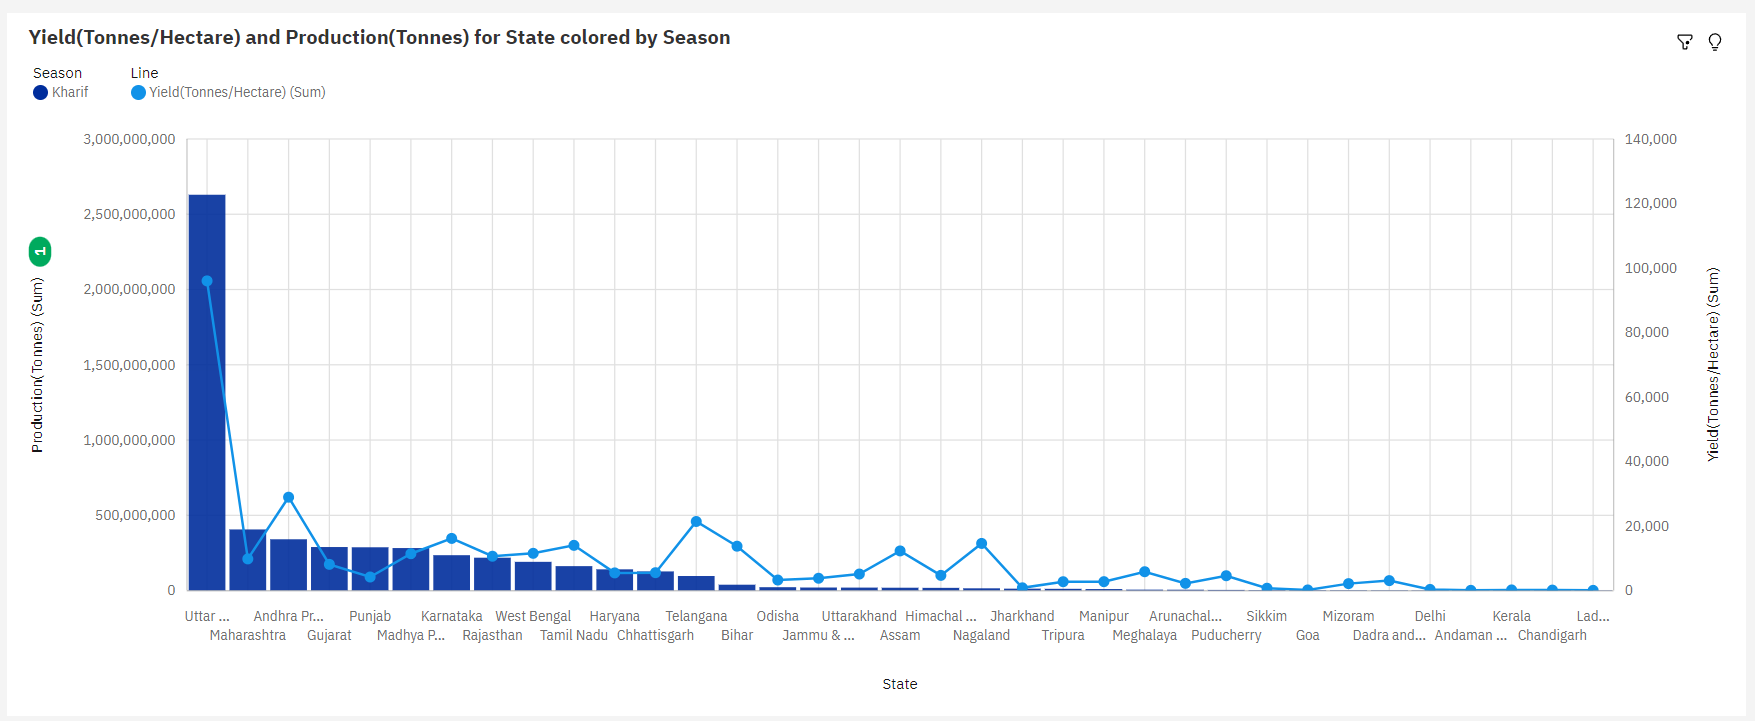 Yield(Tonnes/Hectare) and Production(Tonnes) for State colored by Season
Season
Kharif
Line
Yield(Tonnes/Hectare) (Sum)
3,000,000,000
2,500,000,000
2,000,000,000
1,500,000,000
1,000,000,000
500,000,000
0
1
Production(Tonnes) (Sum)
140,000
120,000
100,000
80,000
60,000
40,000
20,000
0
Yield(Tonnes/Hectare) (Sum)
Uttar ... Andhra Pr... Punjab Karnataka West Bengal Haryana Telangana Odisha Uttarakhand Himachal ... Jharkhand Manipur Arunachal... Sikkim Mizoram Delhi Kerala Lad...
Maharashtra Gujarat Madhya P... Rajasthan Tamil Nadu Chhattisgarh Bihar Jammu & ... Assam Nagaland Tripura Meghalaya Puducherry Goa Dadra and... Andaman ... Chandigarh
State